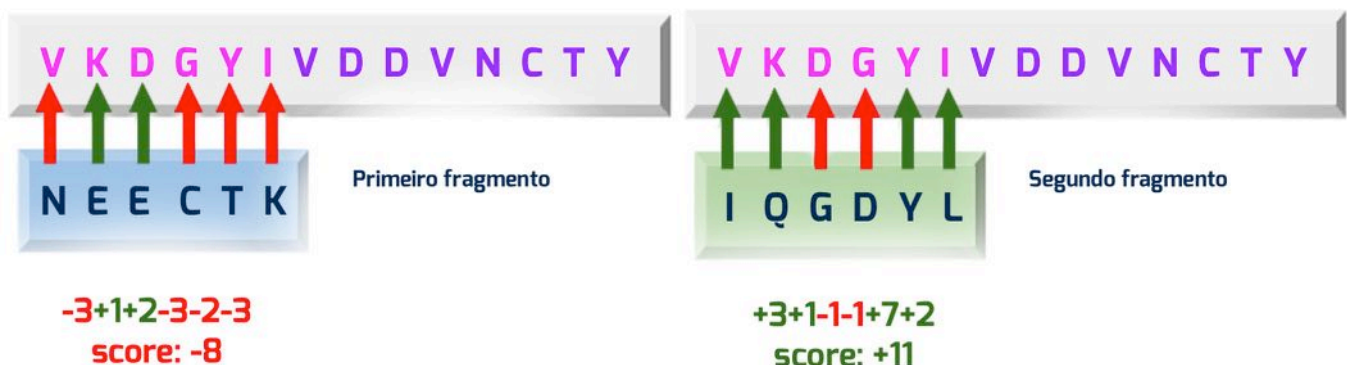 V K D G Y I V D D V N C T Y
N E E C T K
Primeiro fragmento
-3+1+2-3-2-3
score: -8
V K D G Y I V D D V N C T Y
I Q G D Y L
Segundo fragmento
+3+1-1-1+7+2
score: +11